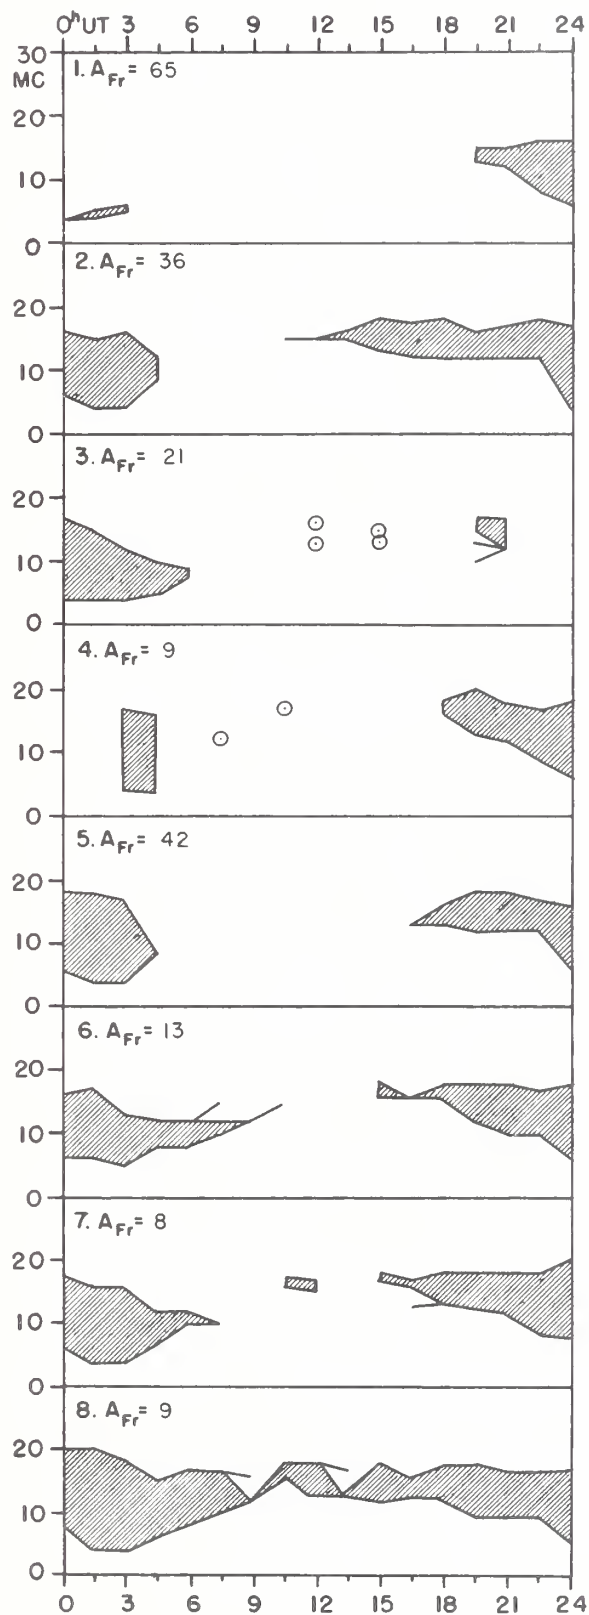 0ʰUT 3 6 9 12 15 18 21 24
30
MC
1. A_Fr = 65
20
10
0
2. A_Fr = 36
20
10
0
3. A_Fr = 21
20
10
0
4. A_Fr = 9
20
10
0
5. A_Fr = 42
20
10
0
6. A_Fr = 13
20
10
0
7. A_Fr = 8
20
10
0
8. A_Fr = 9
20
10
0
0 3 6 9 12 15 18 21 24